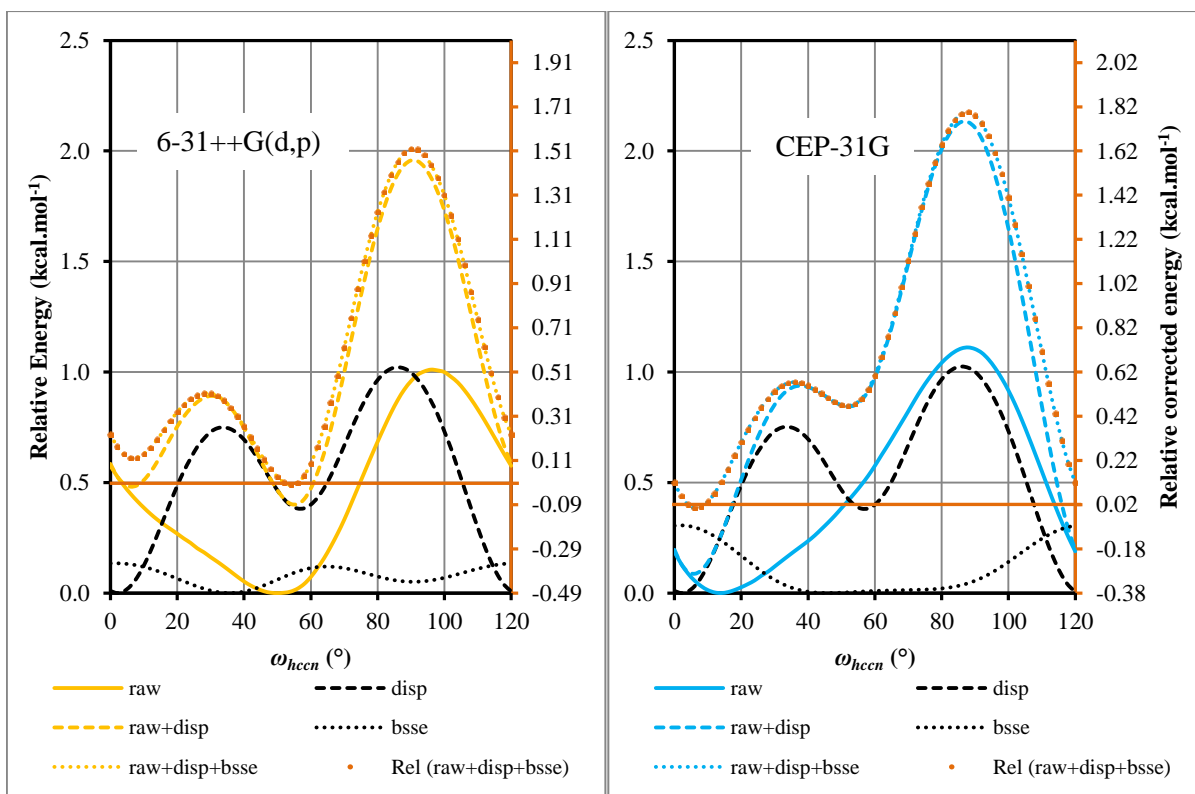 6-31++G(d,p)
Relative Energy (kcal.mol-1)
2.5
2.0
1.5
1.0
0.5
0.0
1.91
1.71
1.51
1.31
1.11
0.91
0.71
0.51
0.31
0.11
-0.09
-0.29
-0.49
0 20 40 60 80 100 120
ωhccn (°)
raw disp
raw+disp bsse
raw+disp+bsse Rel (raw+disp+bsse)
CEP-31G
2.5
2.0
1.5
1.0
0.5
0.0
2.02
1.82
1.62
1.42
1.22
1.02
0.82
0.62
0.42
0.22
0.02
-0.18
-0.38
Relative corrected energy (kcal.mol-1)
0 20 40 60 80 100 120
ωhccn (°)
raw disp
raw+disp bsse
raw+disp+bsse Rel (raw+disp+bsse)